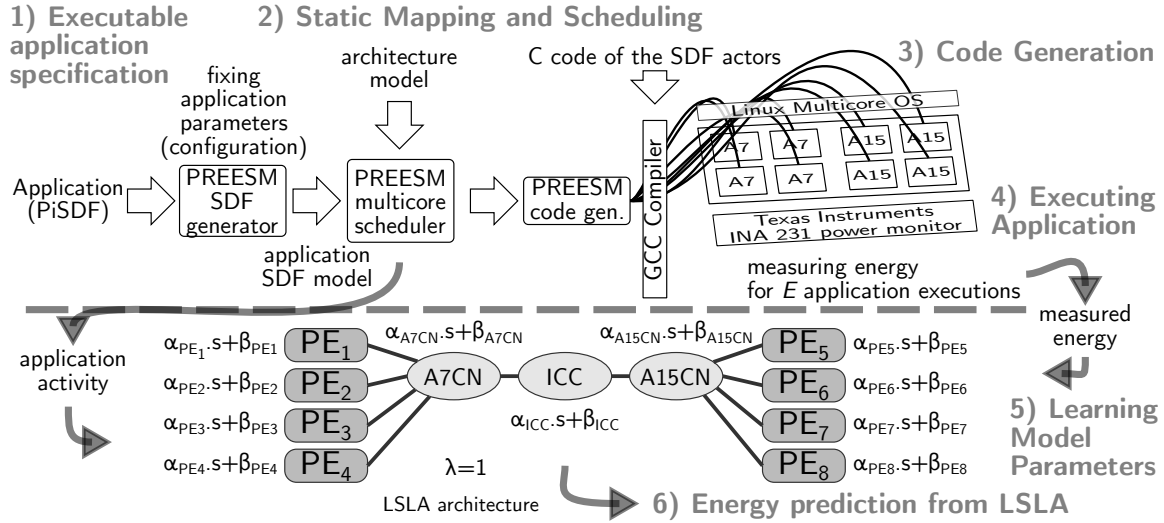 1) Executable
application
specification
2) Static Mapping and Scheduling
3) Code Generation
fixing
application
parameters
(configuration)
architecture
model
C code of the SDF actors
Application
(PiSDF)
PREESM
SDF
generator
PREESM
multicore
scheduler
PREESM
code gen.
GCC Compiler
Linux Multicore OS
A7
A7
A15
A15
A7
A7
A15
A15
Texas Instruments
INA 231 power monitor
4) Executing
Application
application
SDF model
measuring energy
for E application executions
measured
energy
application
activity
α_PE1.s+β_PE1
PE1
α_PE2.s+β_PE2
PE2
α_PE3.s+β_PE3
PE3
α_PE4.s+β_PE4
PE4
α_A7CN.s+β_A7CN
A7CN
ICC
α_ICC.s+β_ICC
α_A15CN.s+β_A15CN
A15CN
PE5
α_PE5.s+β_PE5
PE6
α_PE6.s+β_PE6
PE7
α_PE7.s+β_PE7
PE8
α_PE8.s+β_PE8
λ=1
LSLA architecture
5) Learning
Model
Parameters
6) Energy prediction from LSLA